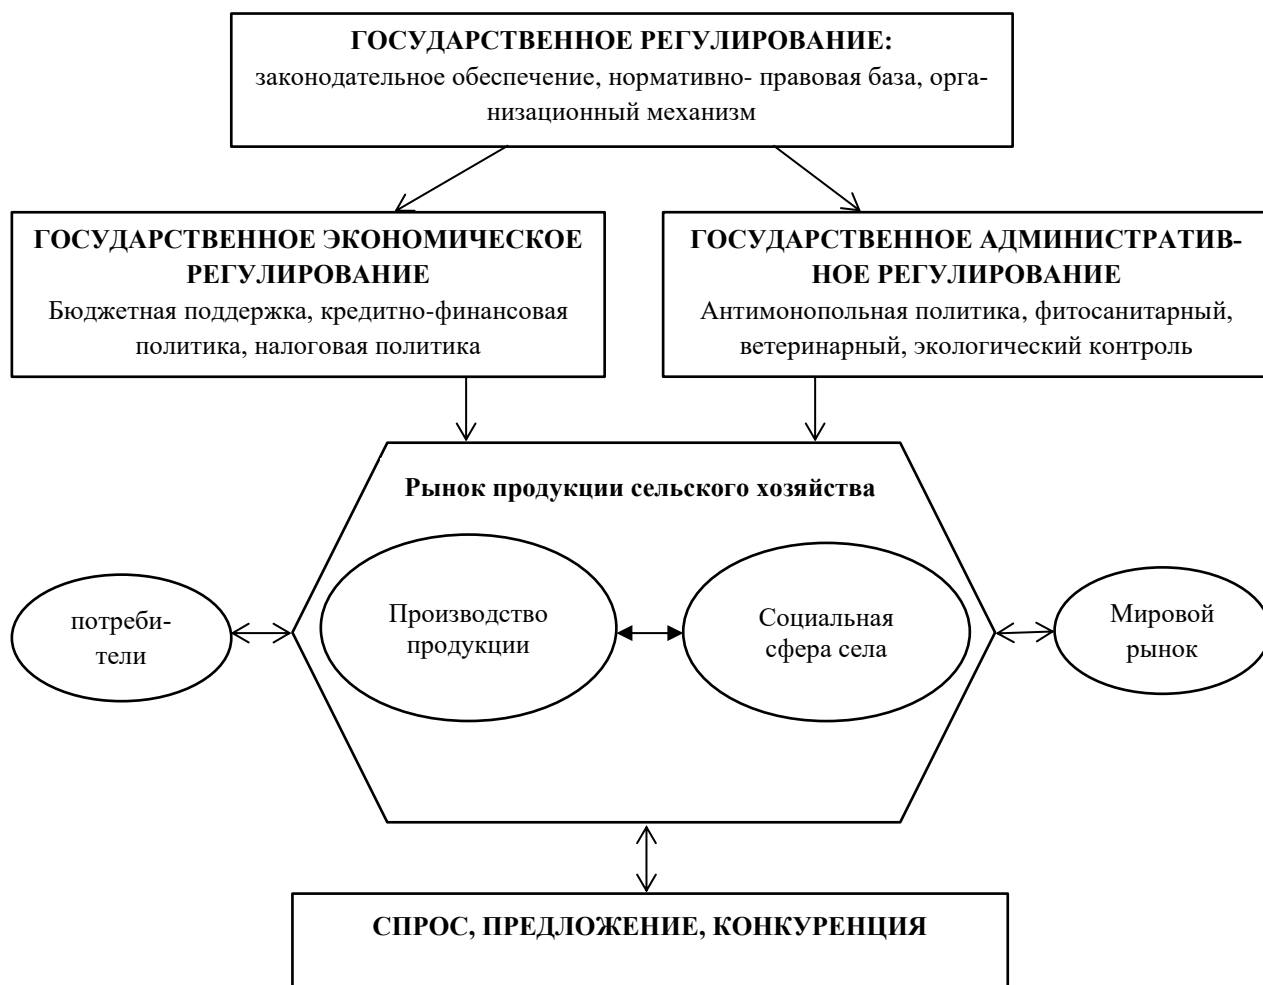 ГОСУДАРСТВЕННОЕ РЕГУЛИРОВАНИЕ:
законодательное обеспечение, нормативно- правовая база, орга-
низационный механизм
ГОСУДАРСТВЕННОЕ ЭКОНОМИЧЕСКОЕ
РЕГУЛИРОВАНИЕ
Бюджетная поддержка, кредитно-финансовая
политика, налоговая политика
ГОСУДАРСТВЕННОЕ АДМИНИСТРАТИВ-
НОЕ РЕГУЛИРОВАНИЕ
Антимонопольная политика, фитосанитарный,
ветеринарный, экологический контроль
Рынок продукции сельского хозяйства
потреби-
тели
Производство
продукции
Социальная
сфера села
Мировой
рынок
СПРОС, ПРЕДЛОЖЕНИЕ, КОНКУРЕНЦИЯ